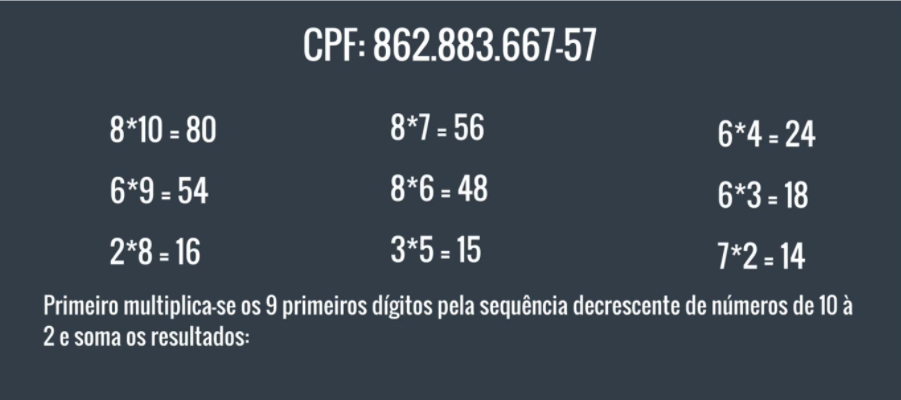 CPF: 862.883.667-57
8*10 = 80
6*9 = 54
2*8 = 16
8*7 = 56
8*6 = 48
3*5 = 15
6*4 = 24
6*3 = 18
7*2 = 14
Primeiro multiplica-se os 9 primeiros dígitos pela sequência decrescente de números de 10 à
2 e soma os resultados: